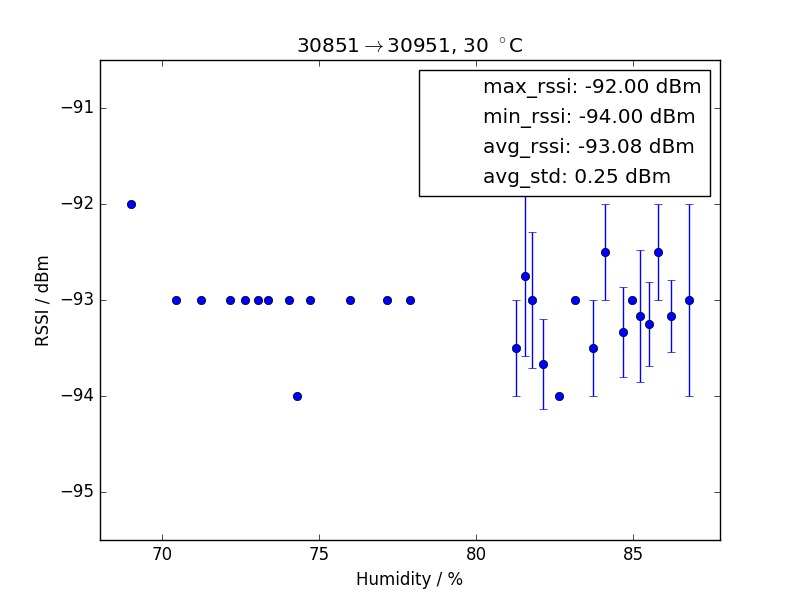 30851→30951, 30 °C
max_rssi: -92.00 dBm
min_rssi: -94.00 dBm
avg_rssi: -93.08 dBm
avg_std: 0.25 dBm
−91
−92
−93
−94
−95
RSSI / dBm
70 75 80 85
Humidity / %